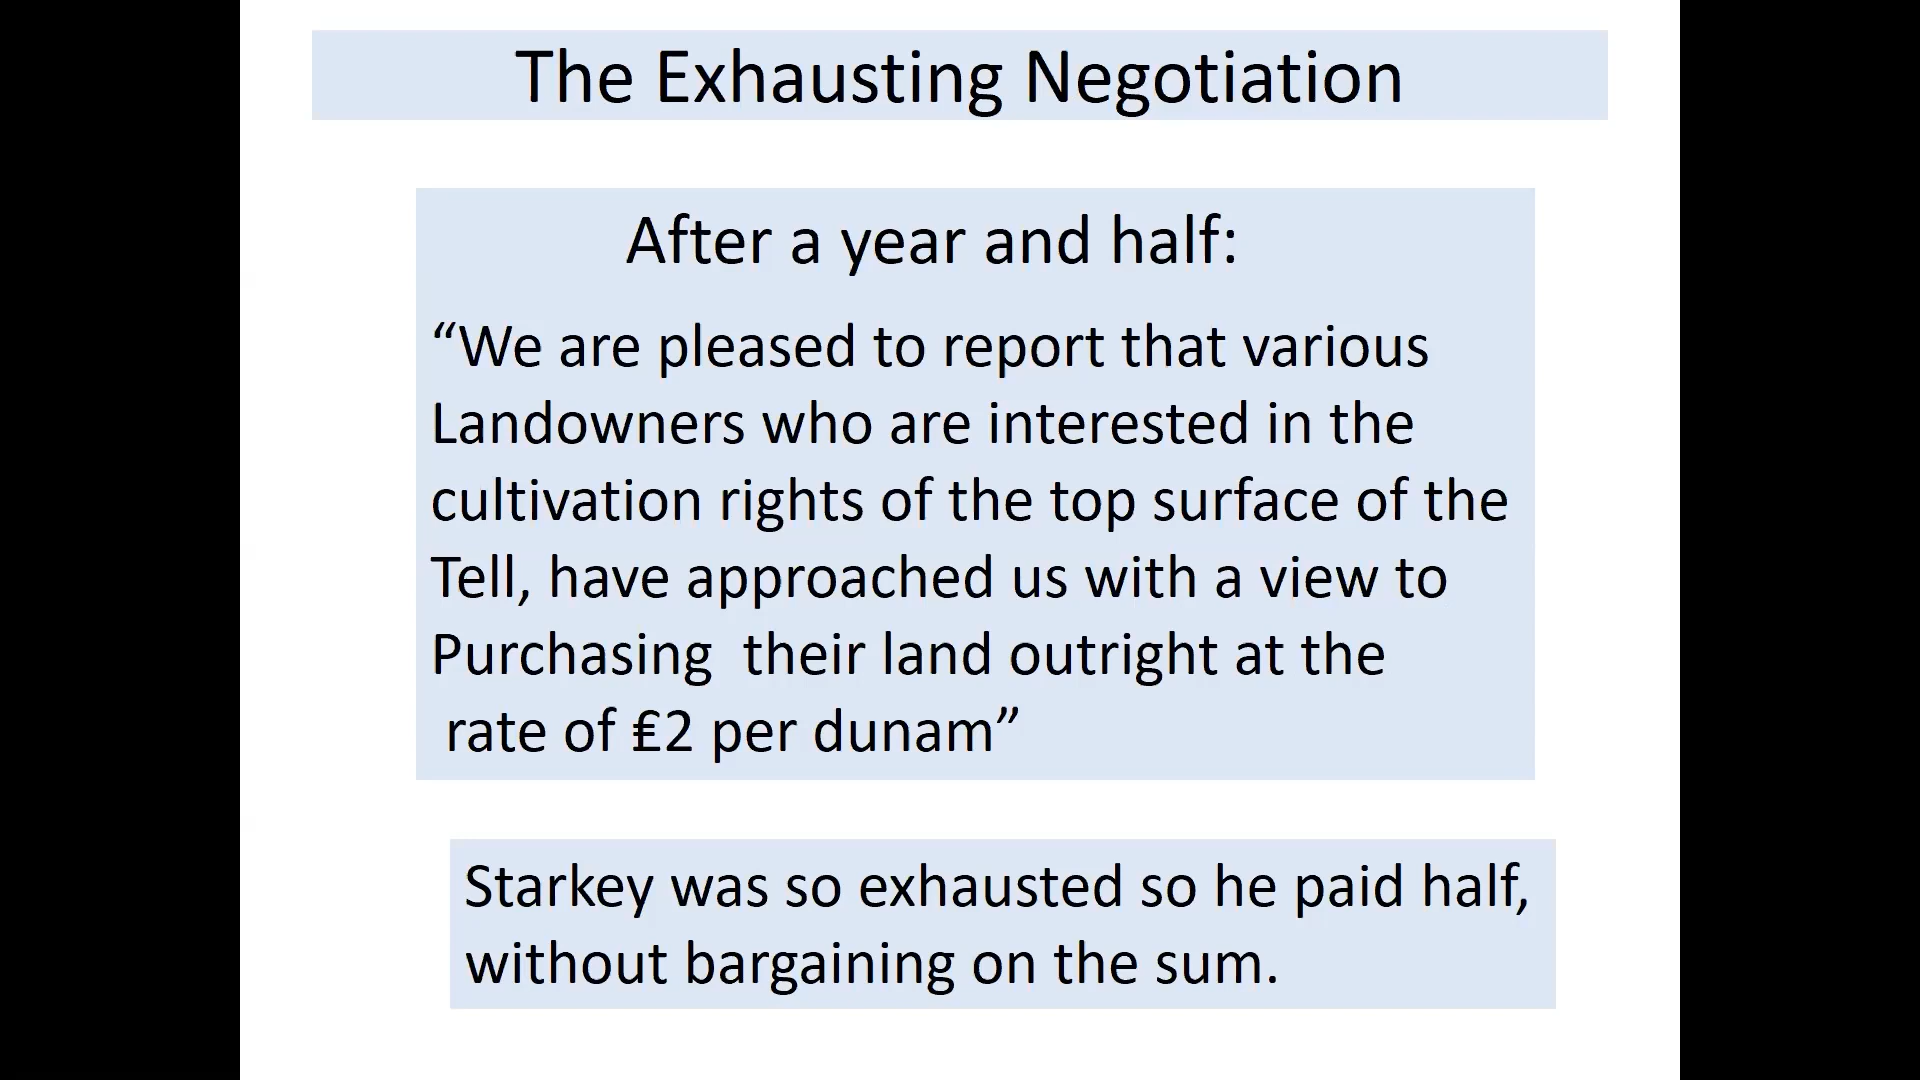 The Exhausting Negotiation
After a year and half:
“We are pleased to report that various
Landowners who are interested in the
cultivation rights of the top surface of the
Tell, have approached us with a view to
Purchasing  their land outright at the
rate of ₤2 per dunam”
Starkey was so exhausted so he paid half,
without bargaining on the sum.